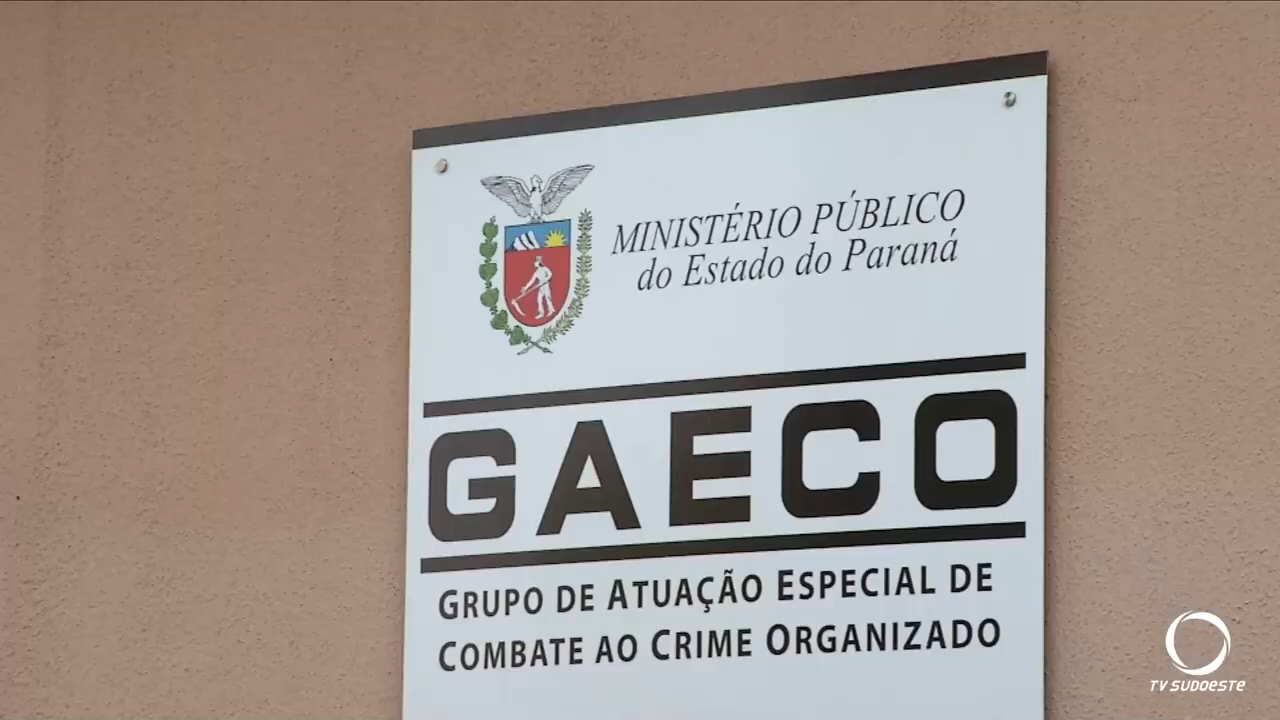 MINISTÉRIO PÚBLICO
do Estado do Paraná
GAECO
GRUPO DE ATUAÇÃO ESPECIAL DE
COMBATE AO CRIME ORGANIZADO
TV SUDOESTE